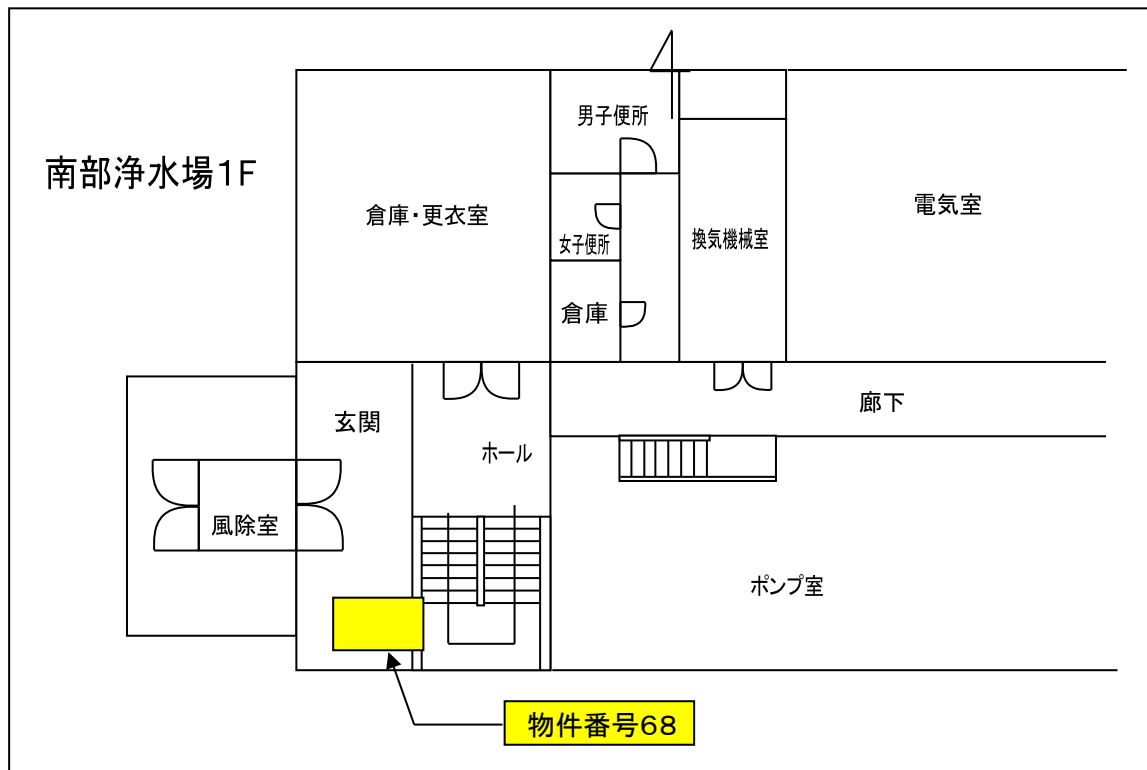 男子便所
南部浄水場1F
倉庫・更衣室
電気室
女子便所
換気機械室
倉庫
廊下
玄関
ホール
風除室
ポンプ室
物件番号68